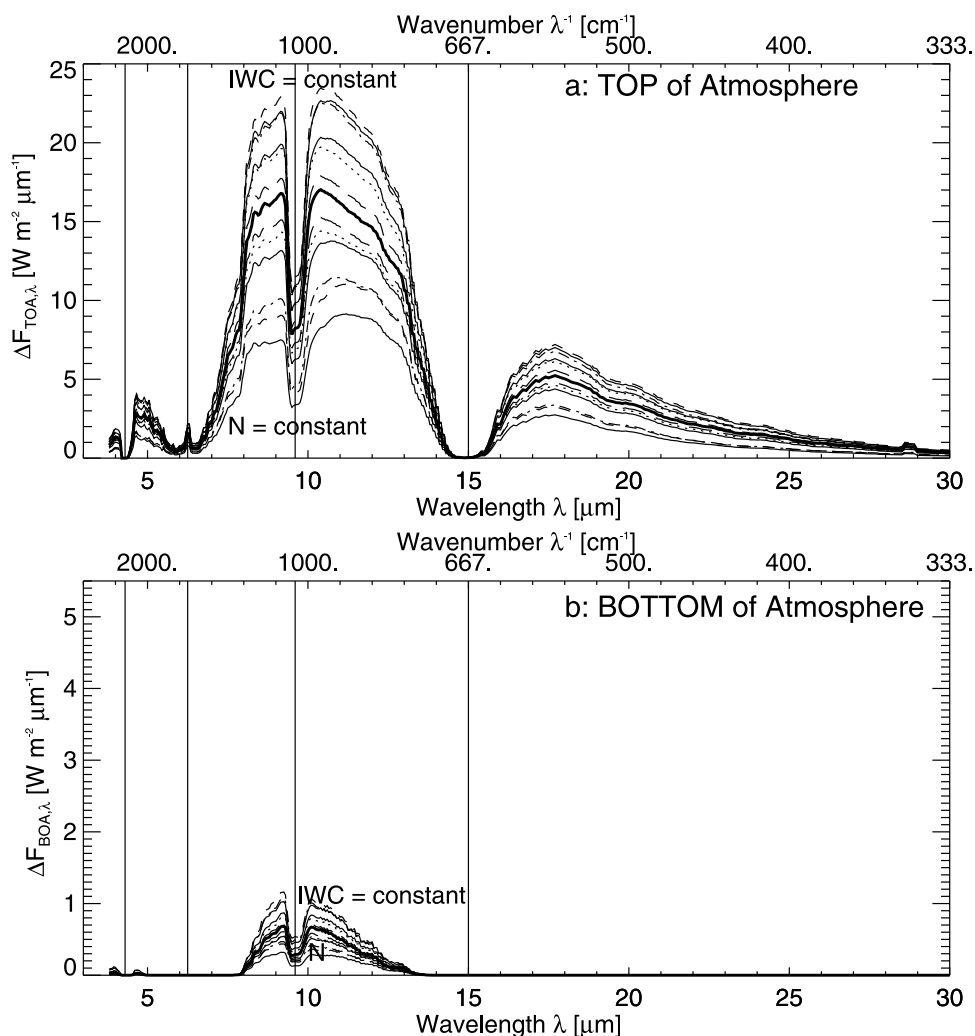 Wavenumber λ⁻¹ [cm⁻¹]
2000. 1000. 667. 500. 400. 333.
25
IWC = constant
a: TOP of Atmosphere
20
15
ΔF_TOA,λ [W m⁻² μm⁻¹]
10
5
N = constant
0
5 10 15 20 25 30
Wavelength λ [μm]
Wavenumber λ⁻¹ [cm⁻¹]
2000. 1000. 667. 500. 400. 333.
b: BOTTOM of Atmosphere
5
4
3
ΔF_BOA,λ [W m⁻² μm⁻¹]
2
1
IWC = constant
N
0
5 10 15 20 25 30
Wavelength λ [μm]